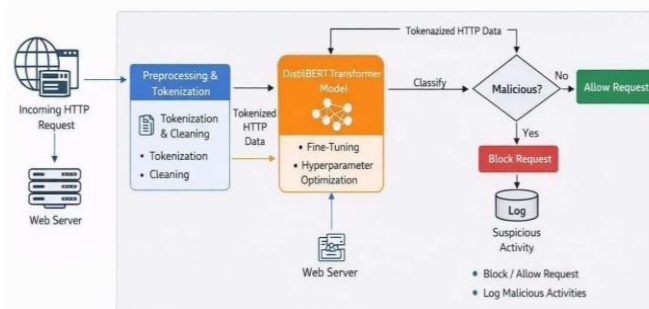 Tokenazized HTTP Data
Incoming HTTP
Request
Web Server
Preprocessing &
Tokenization
Tokenization
& Cleaning
• Tokenization
• Cleaning
Tokenized
HTTP
Data
DistilBERT Transformer
Model
• Fine-Tuning
• Hyperparameter
Optimization
Web Server
Classify
Malicious?
No
Allow Request
Yes
Block Request
Log
Suspicious
Activity
• Block / Allow Request
• Log Malicious Activities